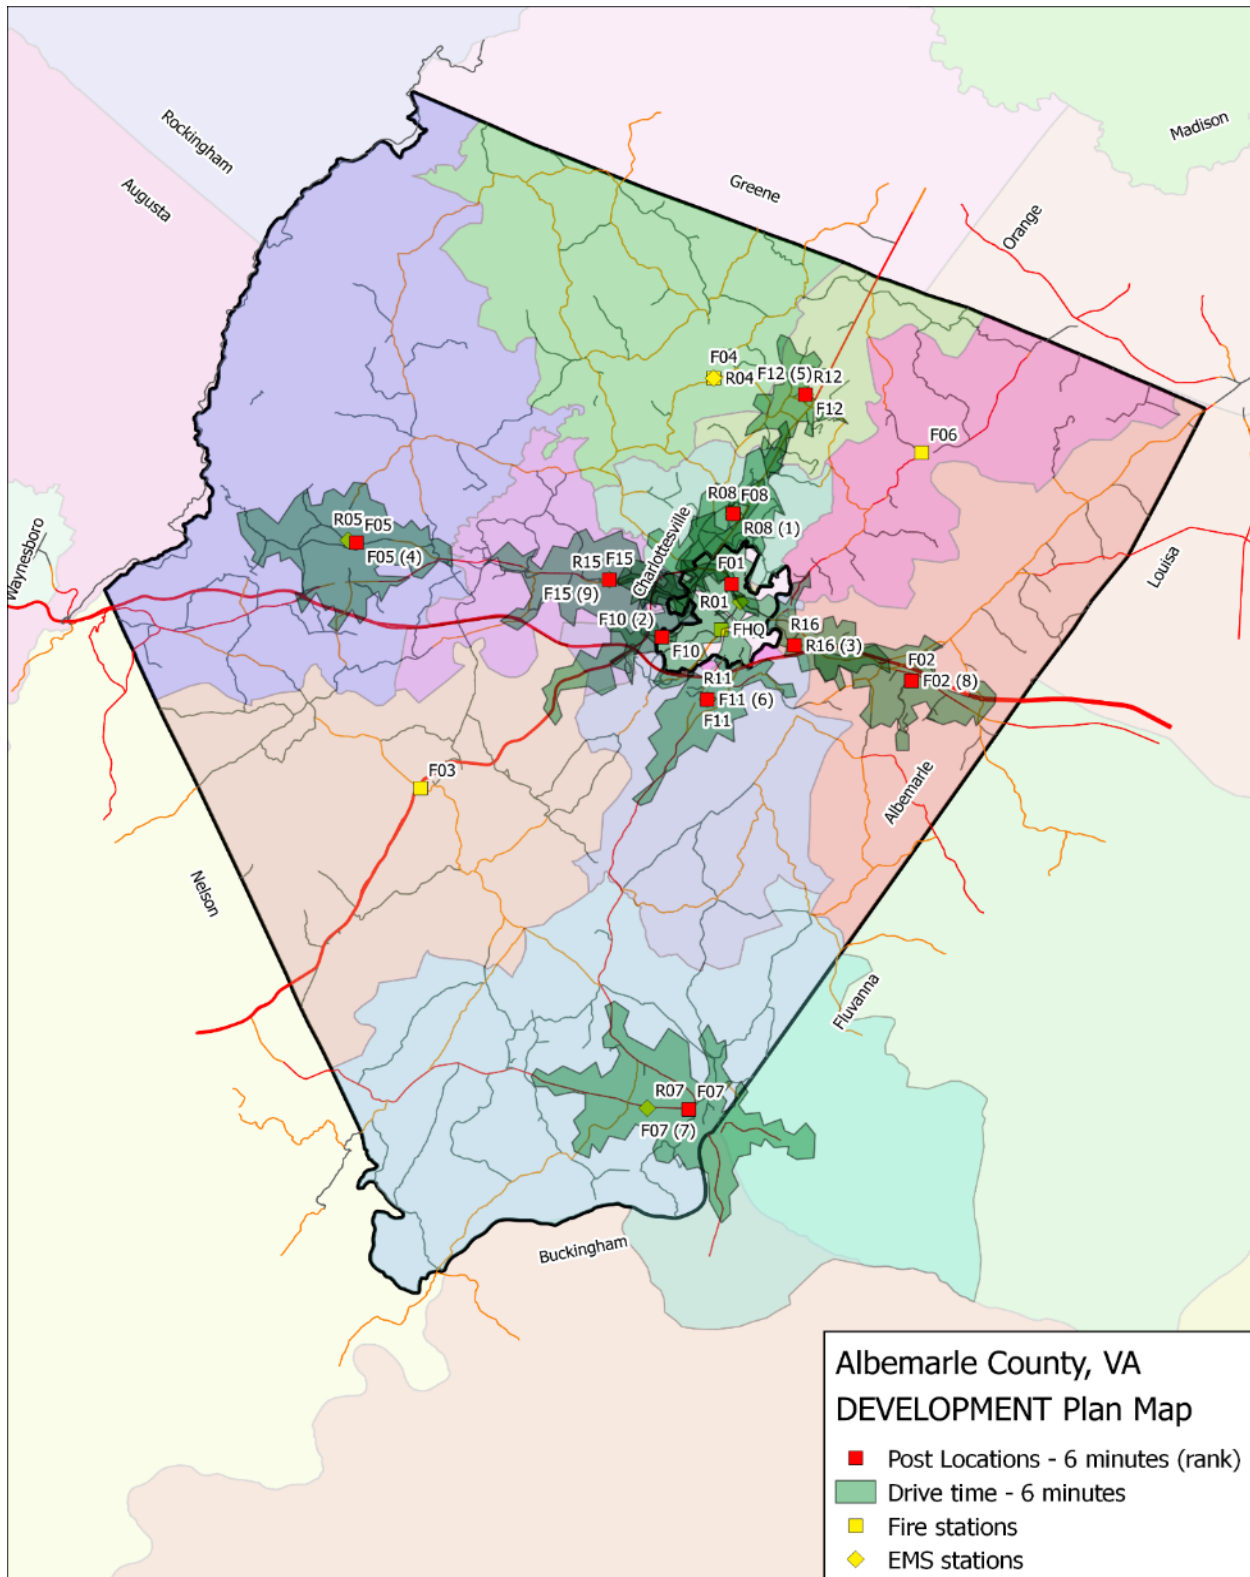 Rockingham
Madison
Augusta
Greene
Orange
F04
R04
F12 (5)
R12
F12
F06
R08
F08
R08 (1)
Waynesboro
R05
F05
F05 (4)
Charlottesville
Louisa
R15
F15
F15 (9)
F01
R01
F10 (2)
F10
FHQ
R16
R16 (3)
F02
F02 (8)
R11
F11 (6)
F11
F03
Albemarle
Nelson
Fluvanna
R07
F07
F07 (7)
Buckingham
Albemarle County, VA
DEVELOPMENT Plan Map
Post Locations - 6 minutes (rank)
Drive time - 6 minutes
Fire stations
EMS stations